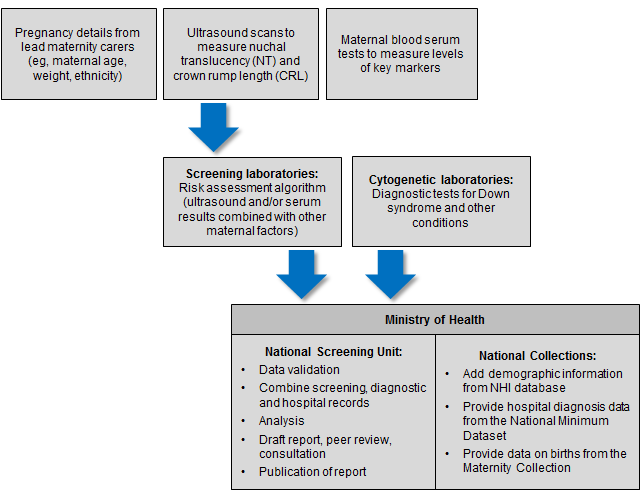 Pregnancy details from
lead maternity carers
(eg, maternal age,
weight, ethnicity)
Ultrasound scans to
measure nuchal
translucency (NT) and
crown rump length (CRL)
Maternal blood serum
tests to measure levels
of key markers
Screening laboratories:
Risk assessment algorithm
(ultrasound and/or serum
results combined with other
maternal factors)
Cytogenetic laboratories:
Diagnostic tests for Down
syndrome and other
conditions
Ministry of Health
National Screening Unit:
• Data validation
• Combine screening, diagnostic
and hospital records
• Analysis
• Draft report, peer review,
consultation
• Publication of report
National Collections:
• Add demographic information
from NHI database
• Provide hospital diagnosis data
from the National Minimum
Dataset
• Provide data on births from the
Maternity Collection